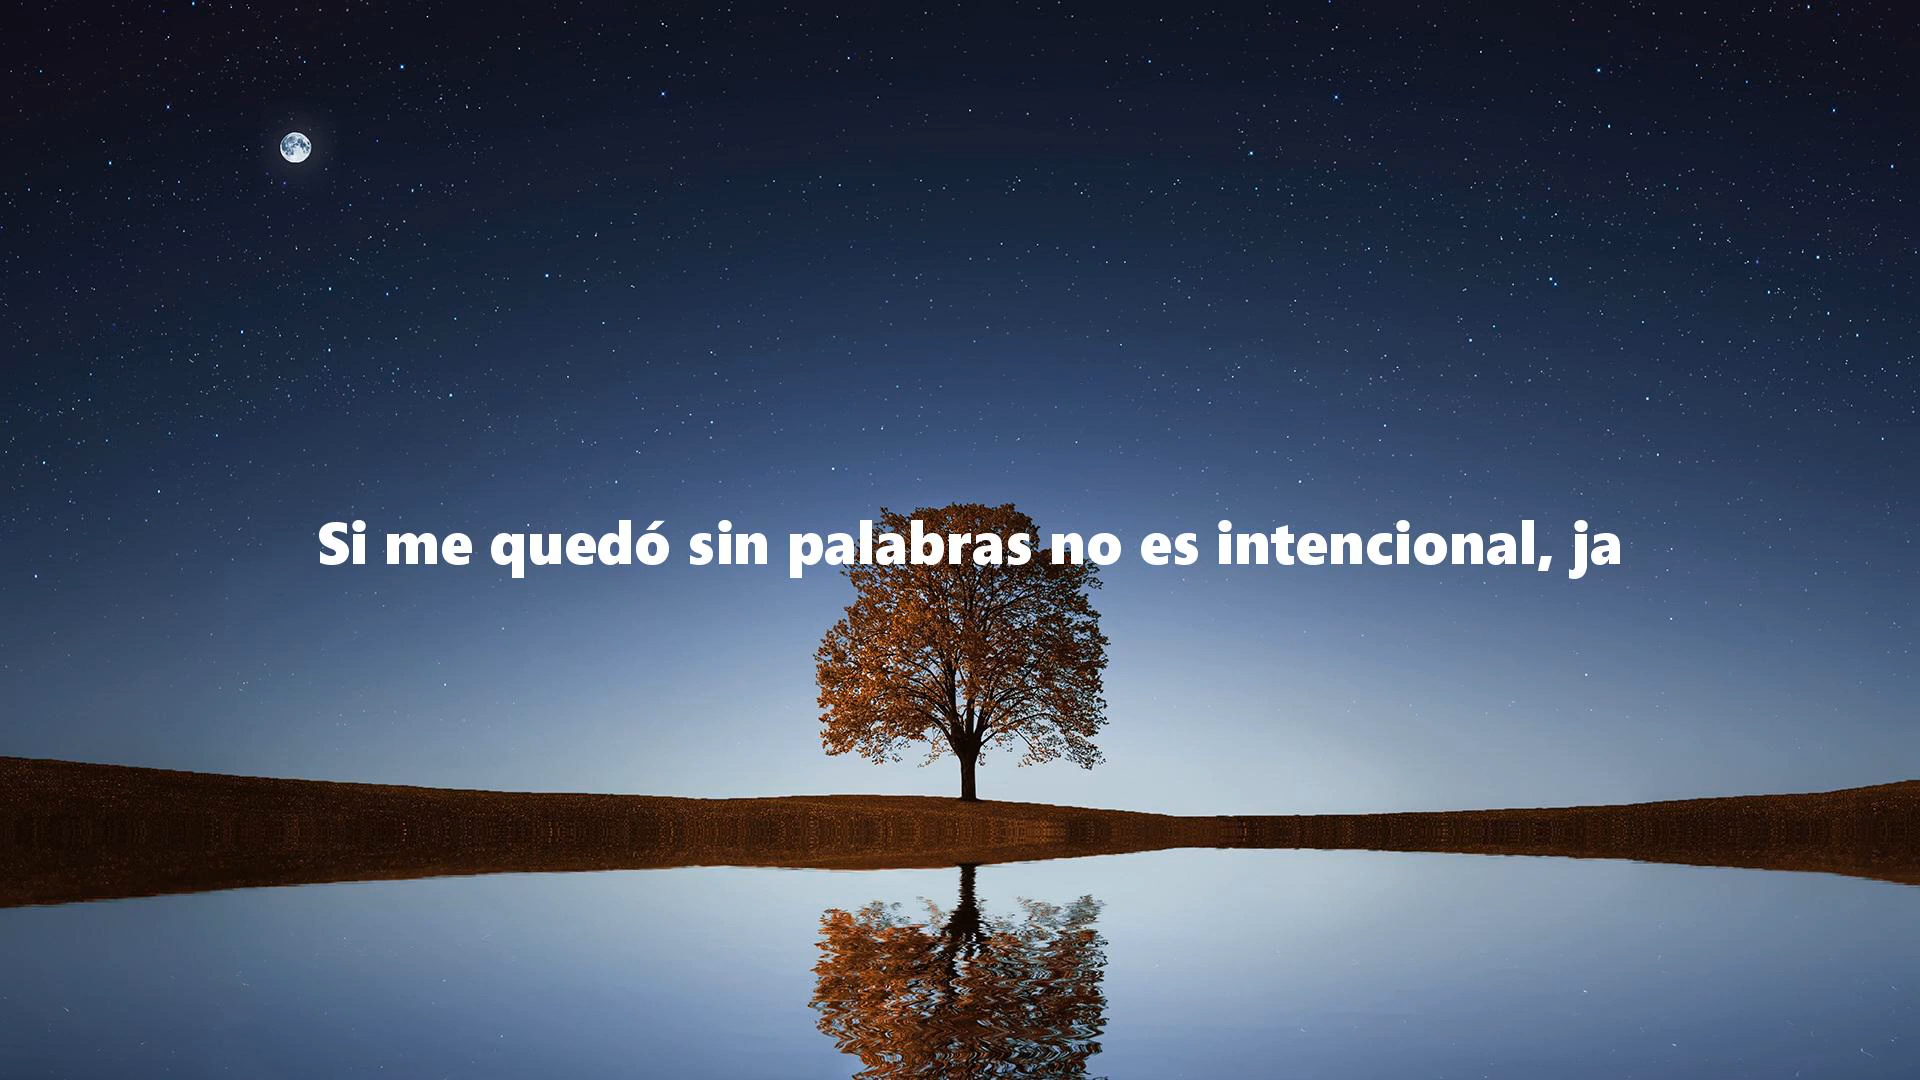 Si me quedó sin palabras no es intencional, ja